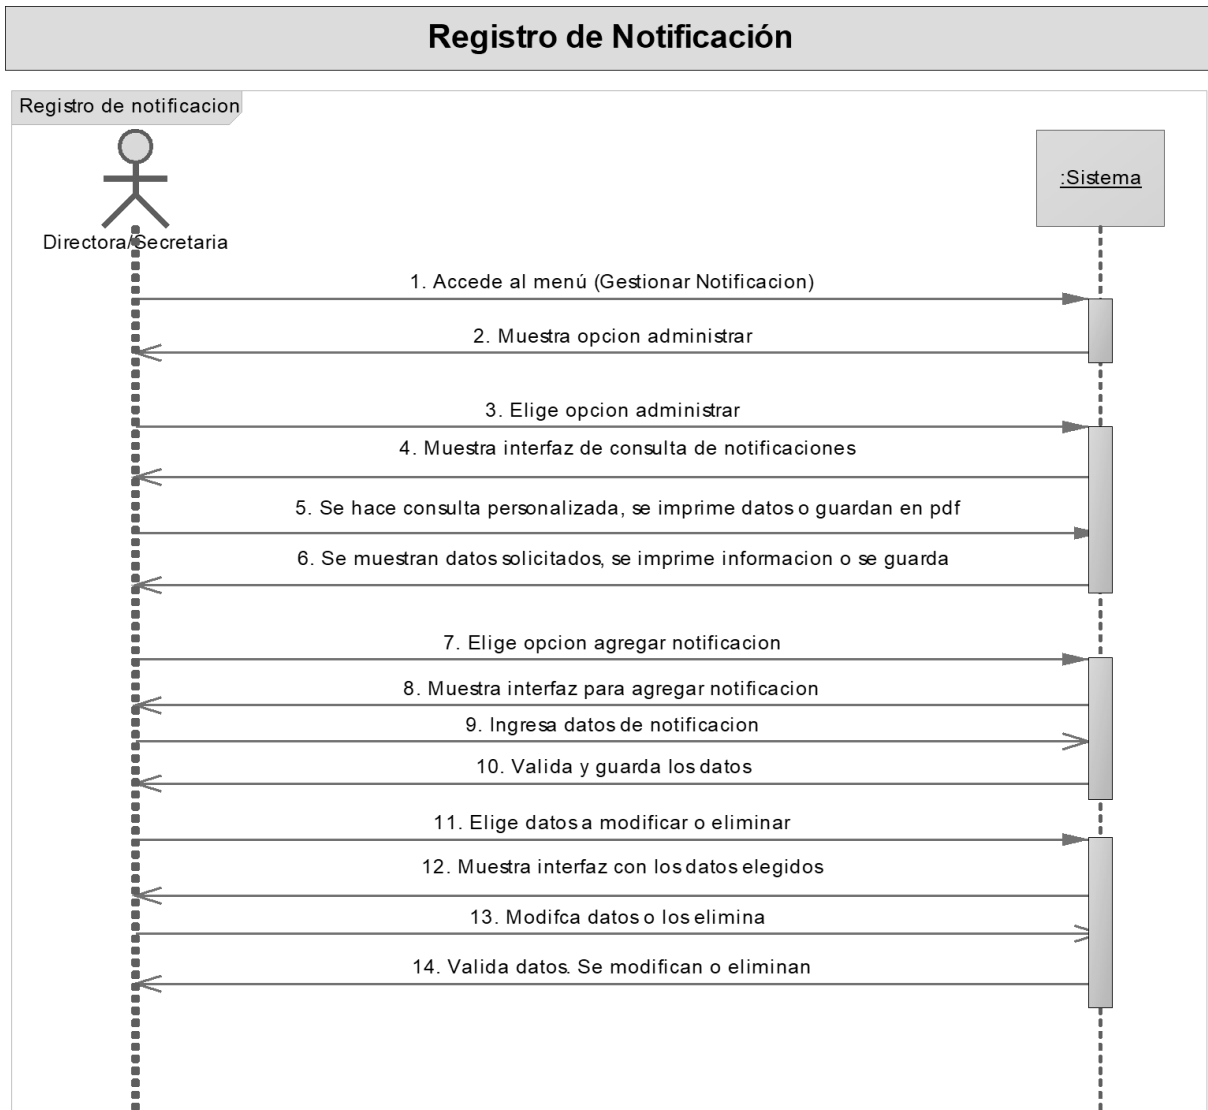 Registro de Notificación
Registro de notificacion
:Sistema
Directora/Secretaria
1. Accede al menú (Gestionar Notificacion)
2. Muestra opcion administrar
3. Elige opcion administrar
4. Muestra interfaz de consulta de notificaciones
5. Se hace consulta personalizada, se imprime datos o guardan en pdf
6. Se muestran datos solicitados, se imprime informacion o se guarda
7. Elige opcion agregar notificacion
8. Muestra interfaz para agregar notificacion
9. Ingresa datos de notificacion
10. Valida y guarda los datos
11. Elige datos a modificar o eliminar
12. Muestra interfaz con los datos elegidos
13. Modifca datos o los elimina
14. Valida datos. Se modifican o eliminan